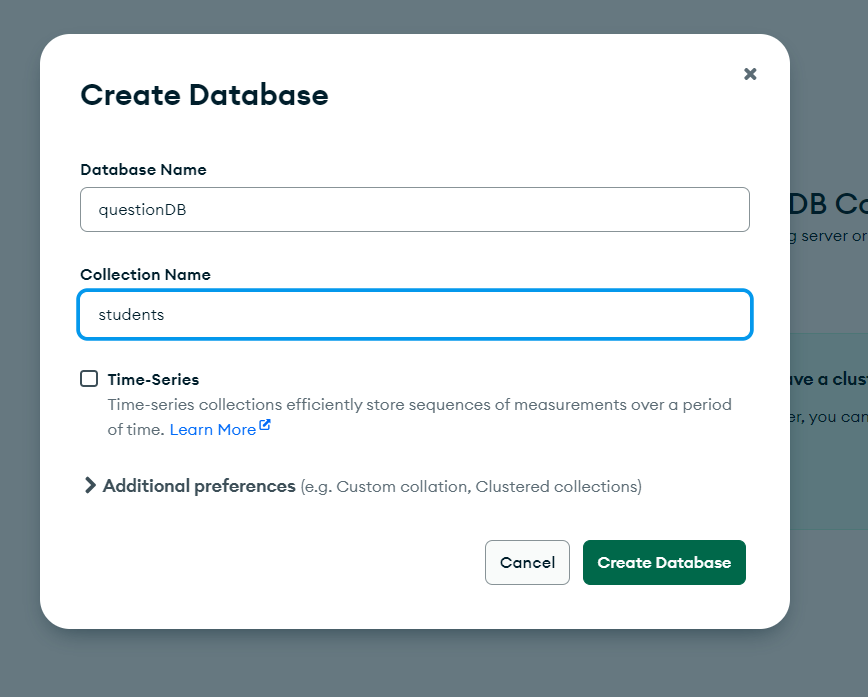 Create Database
Database Name
questionDB
Collection Name
students
Time-Series
Time-series collections efficiently store sequences of measurements over a period
of time. Learn More
Additional preferences (e.g. Custom collation, Clustered collections)
Cancel
Create Database
DB Co
g server or
ave a clus
er, you can